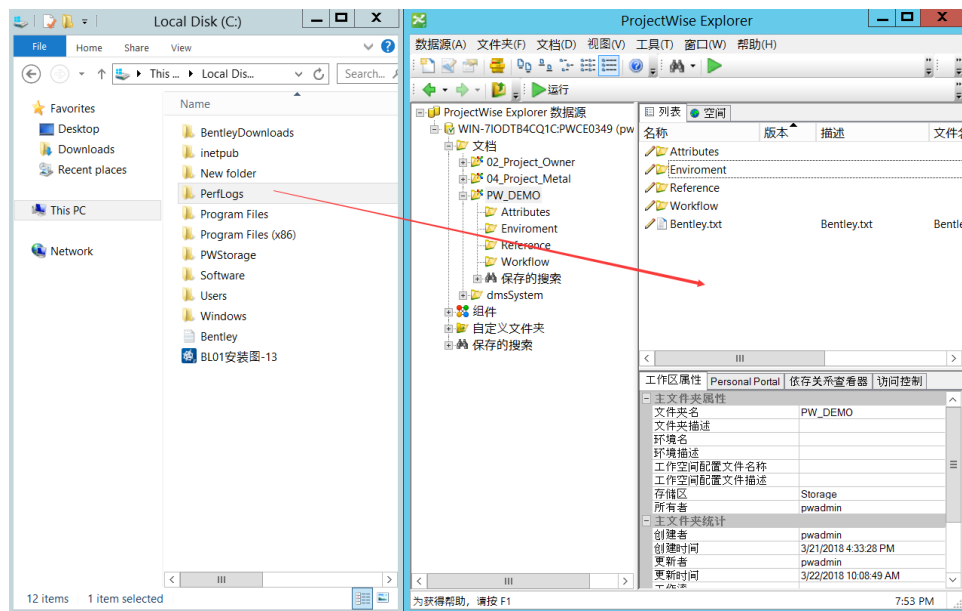 Local Disk (C:)
File Home Share View
This ... Local Dis... Search...
Name
Favorites
Desktop
Downloads
Recent places
This PC
Network
BentleyDownloads
inetpub
New folder
PerfLogs
Program Files
Program Files (x86)
PWStorage
Software
Users
Windows
Bentley
BL01安装图-13
12 items 1 item selected
ProjectWise Explorer
数据源(A) 文件夹(F) 文档(D) 视图(V) 工具(T) 窗口(W) 帮助(H)
运行
ProjectWise Explorer 数据源
WIN-7IODTB4CQ1C:PWCE0349 (pw
文档
02_Project_Owner
04_Project_Metal
PW_DEMO
Attributes
Enviroment
Reference
Workflow
保存的搜索
dmsSystem
组件
自定义文件夹
保存的搜索
列表 空间
名称 版本 描述 文件名
Attributes
Enviroment
Reference
Workflow
Bentley.txt Bentley.txt Bentle
工作区属性 Personal Portal 依存关系查看器 访问控制
主文件夹属性
文件夹名 PW_DEMO
文件夹描述
环境名
环境描述
工作空间配置文件名称
工作空间配置文件描述
存储区 Storage
所有者 pwadmin
主文件夹统计
创建者 pwadmin
创建时间 3/21/2018 4:33:28 PM
更新者 pwadmin
更新时间 3/22/2018 10:08:49 AM
为获得帮助，请按 F1 7:53 PM